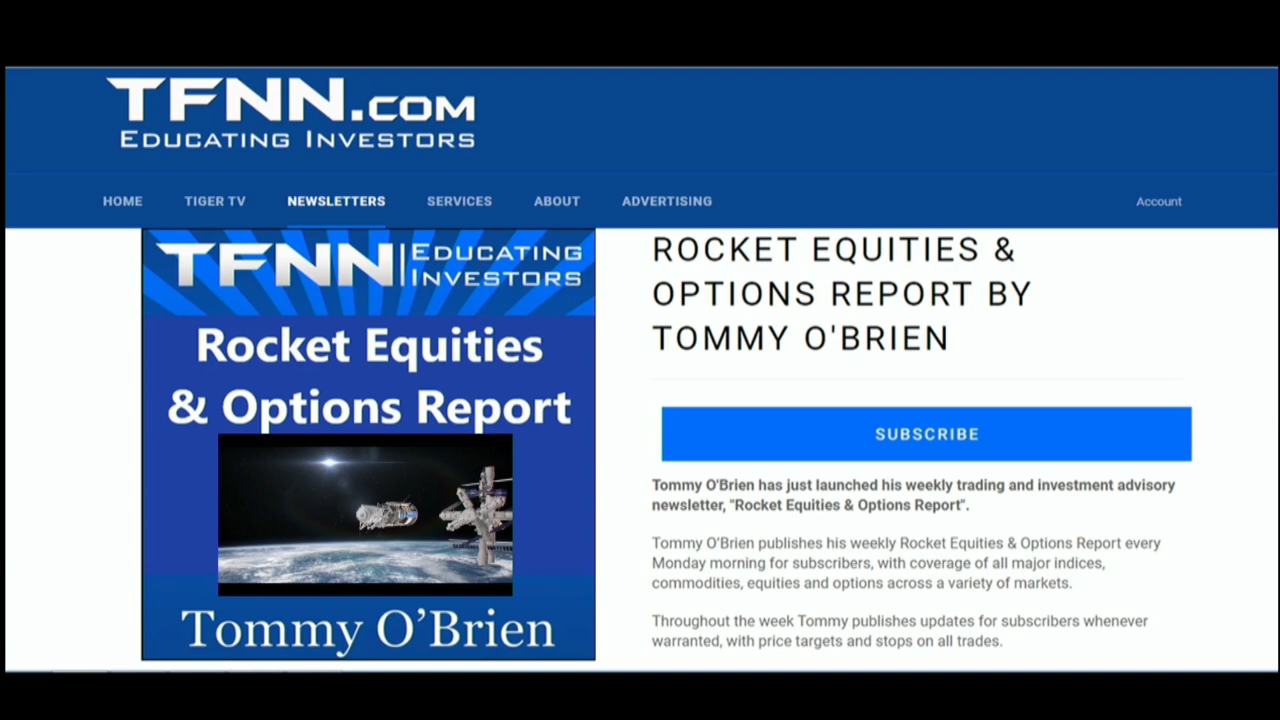 TFNN.COM
EDUCATING INVESTORS
HOME TIGER TV NEWSLETTERS SERVICES ABOUT ADVERTISING Account
TFNN | EDUCATING
INVESTORS
Rocket Equities
& Options Report
Tommy O’Brien
ROCKET EQUITIES &
OPTIONS REPORT BY
TOMMY O'BRIEN
SUBSCRIBE
Tommy O'Brien has just launched his weekly trading and investment advisory
newsletter, "Rocket Equities & Options Report".
Tommy O’Brien publishes his weekly Rocket Equities & Options Report every
Monday morning for subscribers, with coverage of all major indices,
commodities, equities and options across a variety of markets.
Throughout the week Tommy publishes updates for subscribers whenever
warranted, with price targets and stops on all trades.